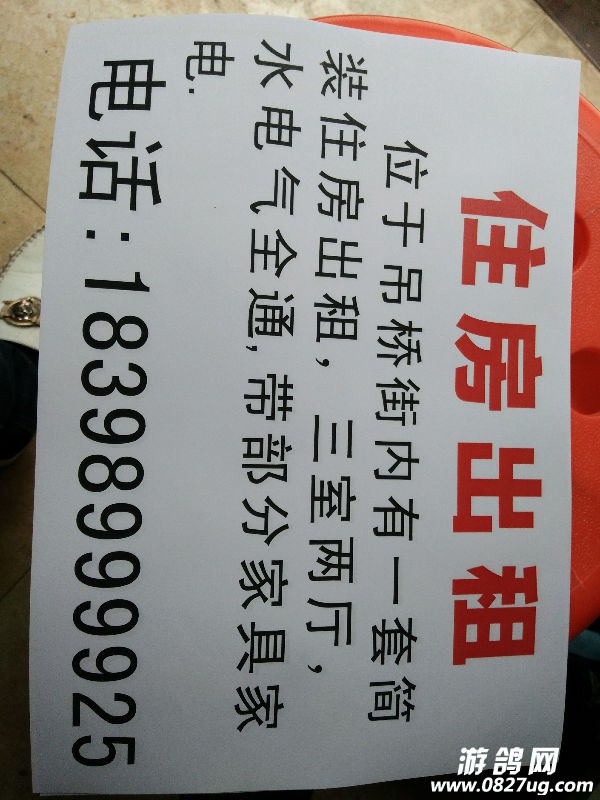 住房出租
位于吊桥街内有一套简
装住房出租，三室两厅，
水电气全通，带部分家具家
电.
电话:18398999925
游鸽网
www.0827ug.com